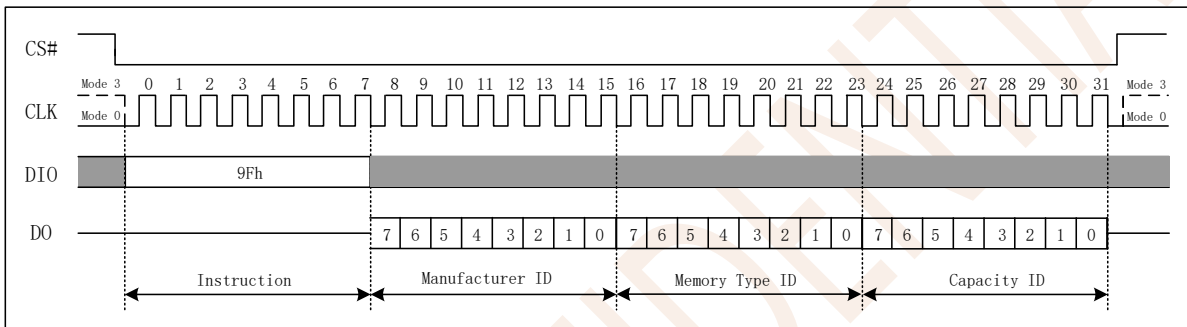 CS#
Mode 3 0 1 2 3 4 5 6 7 8 9 10 11 12 13 14 15 16 17 18 19 20 21 22 23 24 25 26 27 28 29 30 31 Mode 3
CLK
Mode 0 Mode 0
DIO 9Fh
DO 7 6 5 4 3 2 1 0 7 6 5 4 3 2 1 0 7 6 5 4 3 2 1 0
Instruction Manufacturer ID Memory Type ID Capacity ID